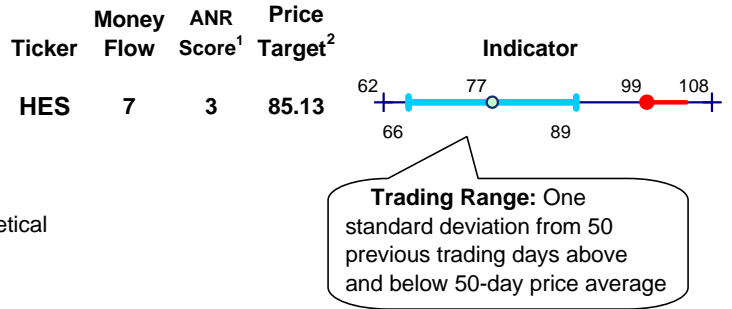 Money ANR Price
Ticker Flow Score¹ Target² Indicator
62 77 99 108
HES 7 3 85.13
66 89
Trading Range: One
standard deviation from 50
etical
previous trading days above
and below 50-day price average